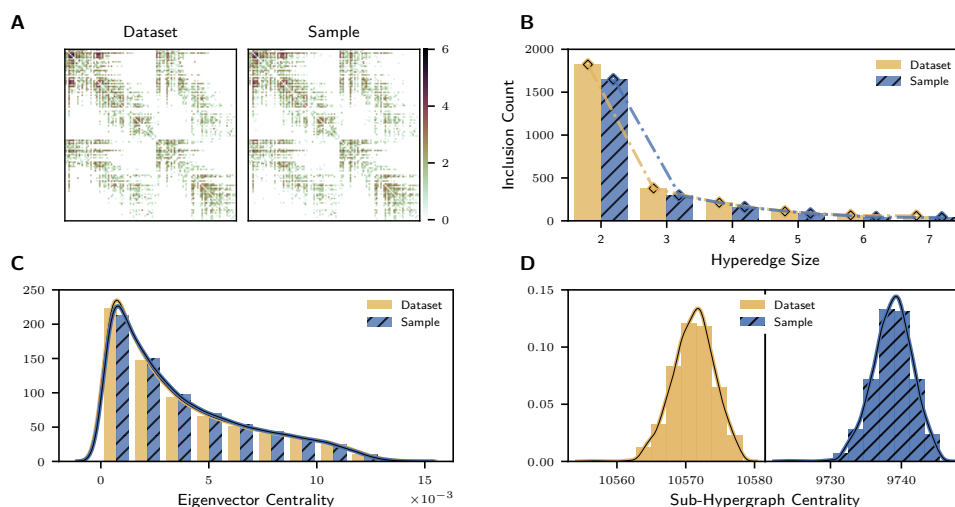 A
Dataset
Sample
6
4
2
0
B
Inclusion Count
2000
1500
1000
500
0
Dataset
Sample
2 3 4 5 6 7
Hyperedge Size
C
250
200
150
100
50
0
Dataset
Sample
0 5 10 15
×10⁻³
Eigenvector Centrality
D
0.15
0.10
0.05
0.00
Dataset
Sample
10560 10570 10580 9730 9740
Sub-Hypergraph Centrality